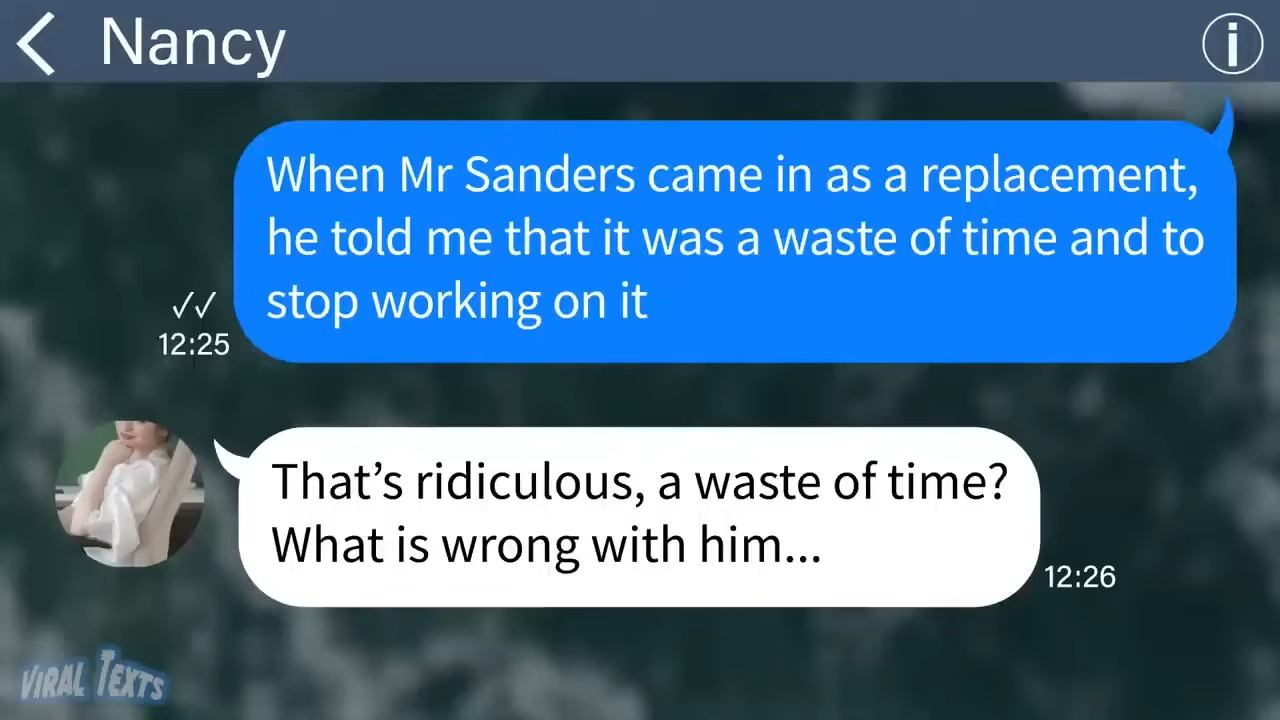 Nancy
When Mr Sanders came in as a replacement,
he told me that it was a waste of time and to
stop working on it
✓✓
12:25
That’s ridiculous, a waste of time?
What is wrong with him...
12:26
VIRAL TEXTS